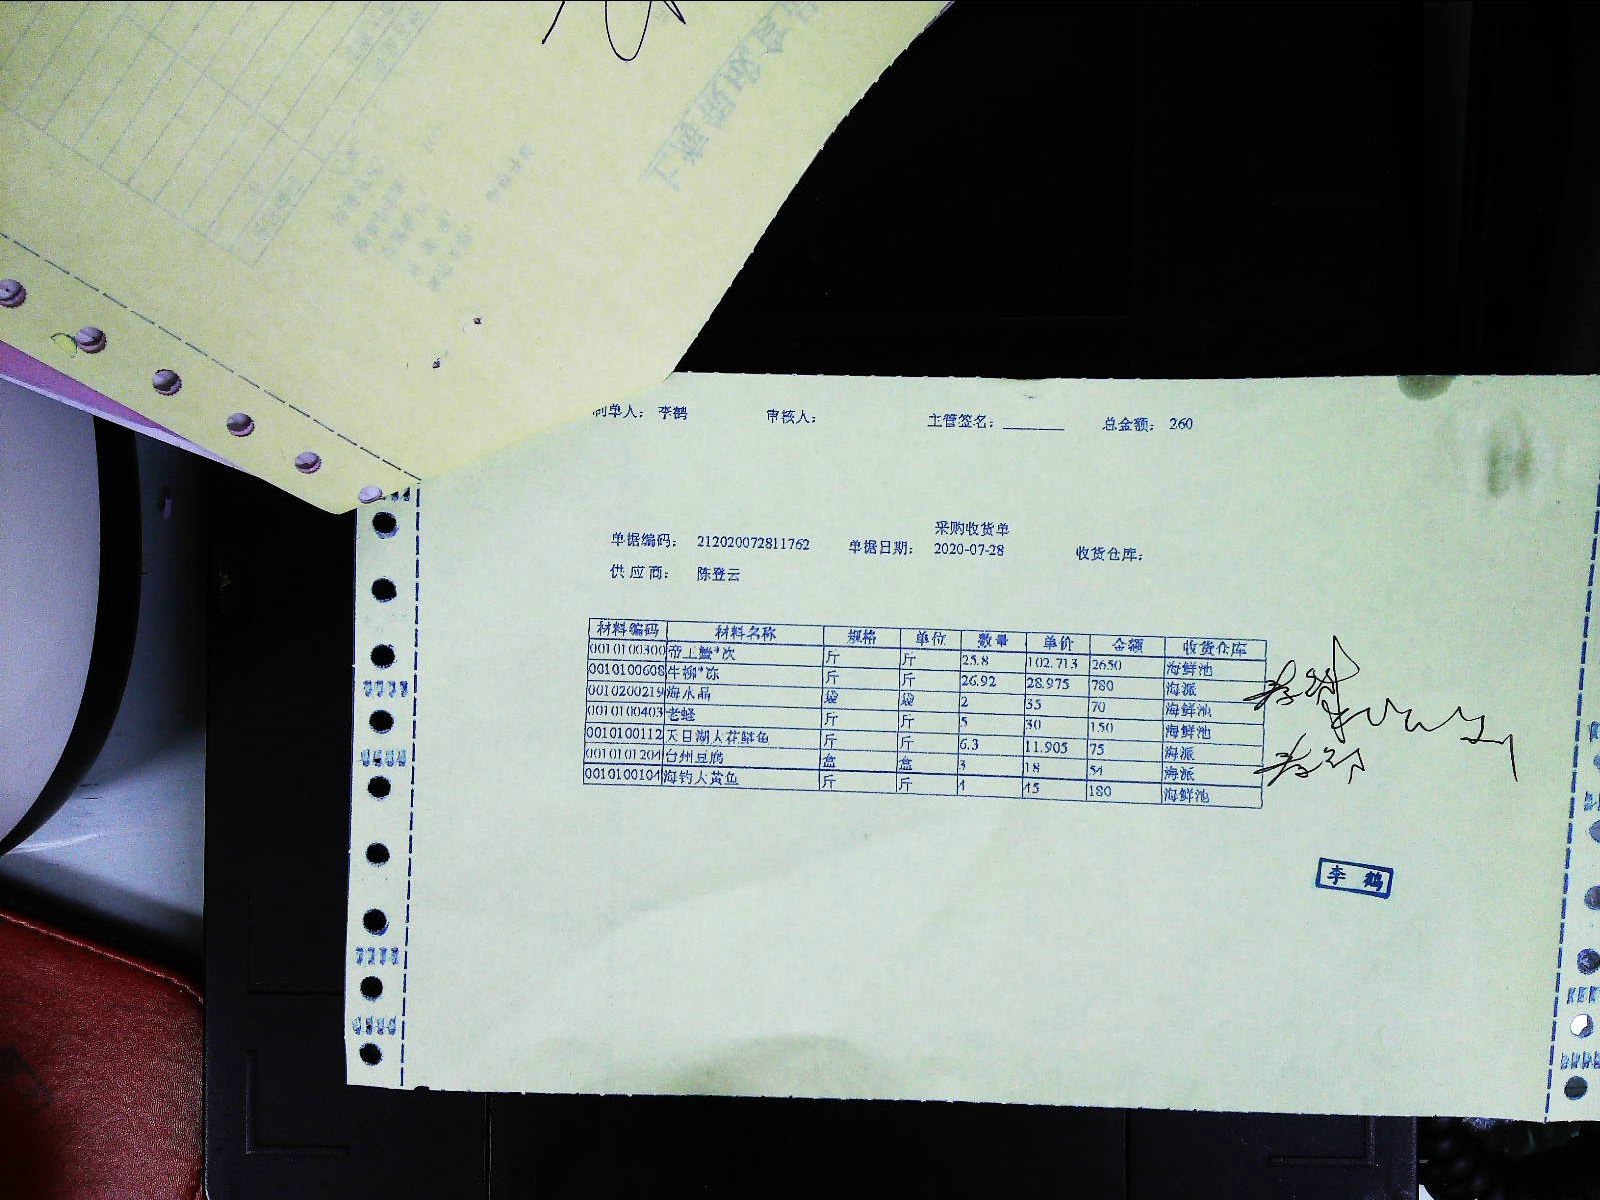 制单人： 李鹤 审核人： 主管签名：________ 总金额： 260
采购收货单
单据编码： 212020072811762 单据日期： 2020-07-28 收货仓库：
供 应 商： 陈登云
材料编码 材料名称 规格 单位 数量 单价 金额 收货仓库
0010100300 帝王蟹*次 斤 斤 25.8 102.713 2650 海鲜池
0010100608 牛柳*冻 斤 斤 26.92 28.975 780 海派
0010200219 海水晶 袋 袋 2 35 70 海鲜池
0010100403 老蛏 斤 斤 5 30 150 海鲜池
0010100112 天目湖大花鲢鱼 斤 斤 6.3 11.905 75 海派
0010101204 台州豆腐 盒 盒 3 18 54 海派
0010100104 海钓大黄鱼 斤 斤 4 45 180 海鲜池
李 鹤